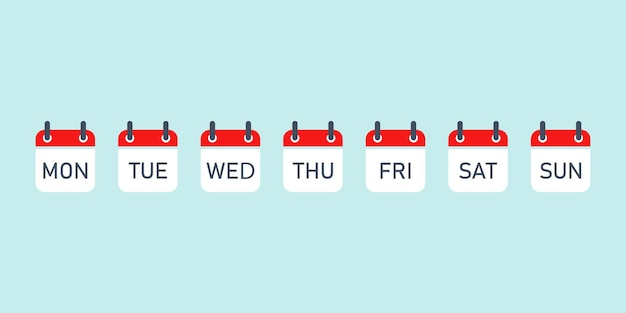 MON TUE WED THU FRI SAT SUN